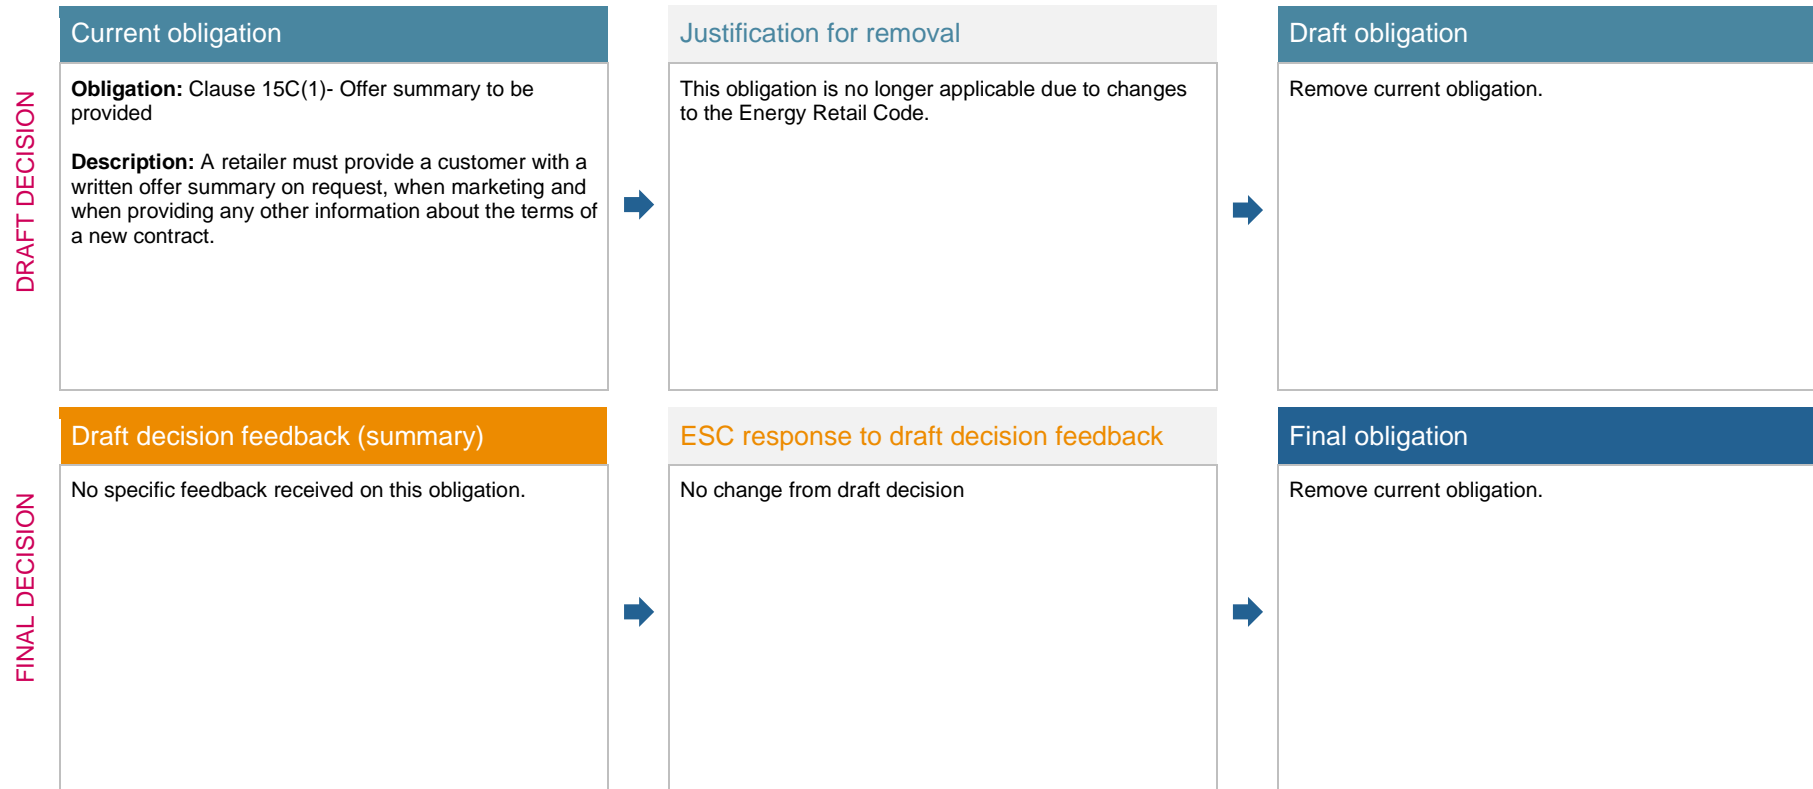 DRAFT DECISION
Current obligation
Obligation: Clause 15C(1)- Offer summary to be
provided
Description: A retailer must provide a customer with a
written offer summary on request, when marketing and
when providing any other information about the terms of
a new contract.
Justification for removal
This obligation is no longer applicable due to changes
to the Energy Retail Code.
Draft obligation
Remove current obligation.
FINAL DECISION
Draft decision feedback (summary)
No specific feedback received on this obligation.
ESC response to draft decision feedback
No change from draft decision
Final obligation
Remove current obligation.